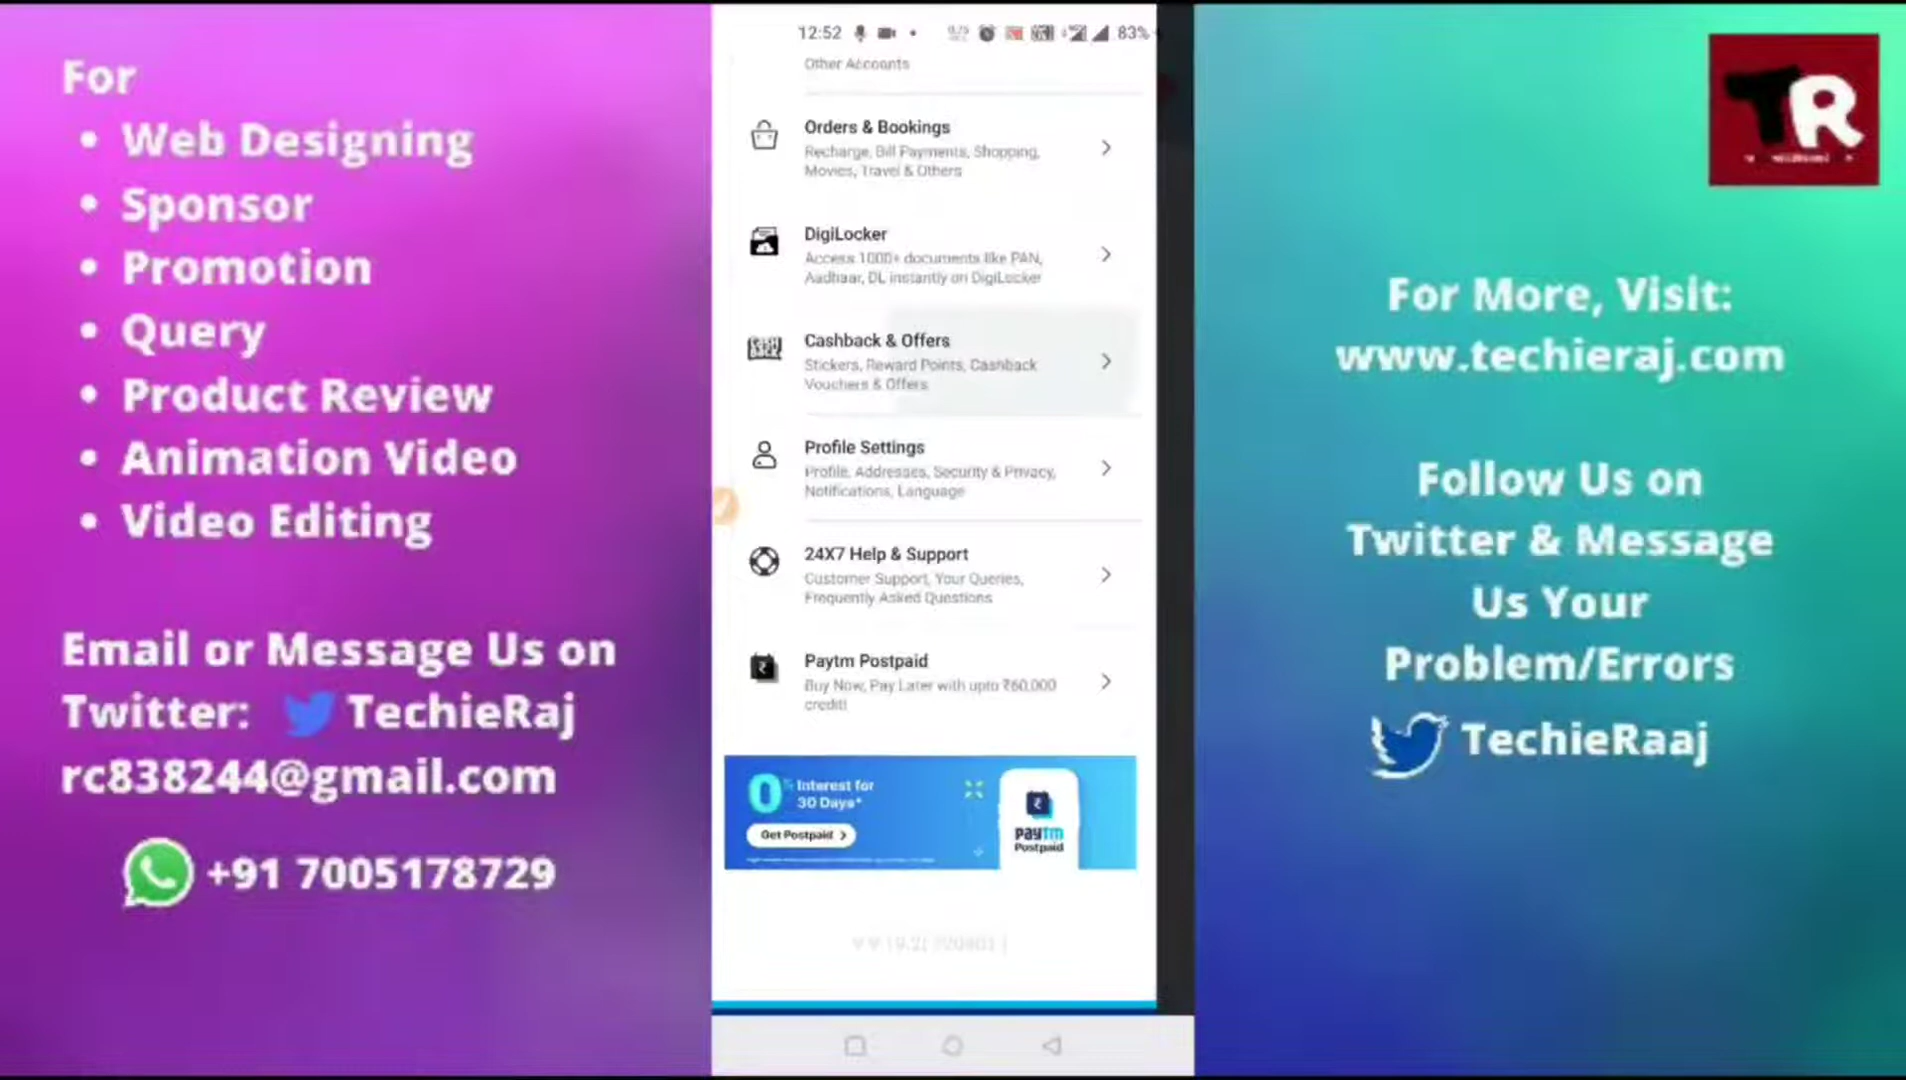 For
• Web Designing
• Sponsor
• Promotion
• Query
• Product Review
• Animation Video
• Video Editing
Email or Message Us on
Twitter: TechieRaj
rc838244@gmail.com
+91 7005178729
12:52
83%
Other Accounts
Orders & Bookings
Recharge, Bill Payments, Shopping,
Movies, Travel & Others
DigiLocker
Access 1000+ documents like PAN,
Aadhaar, DL instantly on DigiLocker
CASH
BACK
Cashback & Offers
Stickers, Reward Points, Cashback
Vouchers & Offers
Profile Settings
Profile, Addresses, Security & Privacy,
Notifications, Language
24X7 Help & Support
Customer Support, Your Queries,
Frequently Asked Questions
Paytm Postpaid
Buy Now, Pay Later with upto ₹60,000
credit!
0% Interest for
30 Days*
Get Postpaid
paytm
Postpaid
TR
For More, Visit:
www.techieraj.com
Follow Us on
Twitter & Message
Us Your
Problem/Errors
TechieRaaj